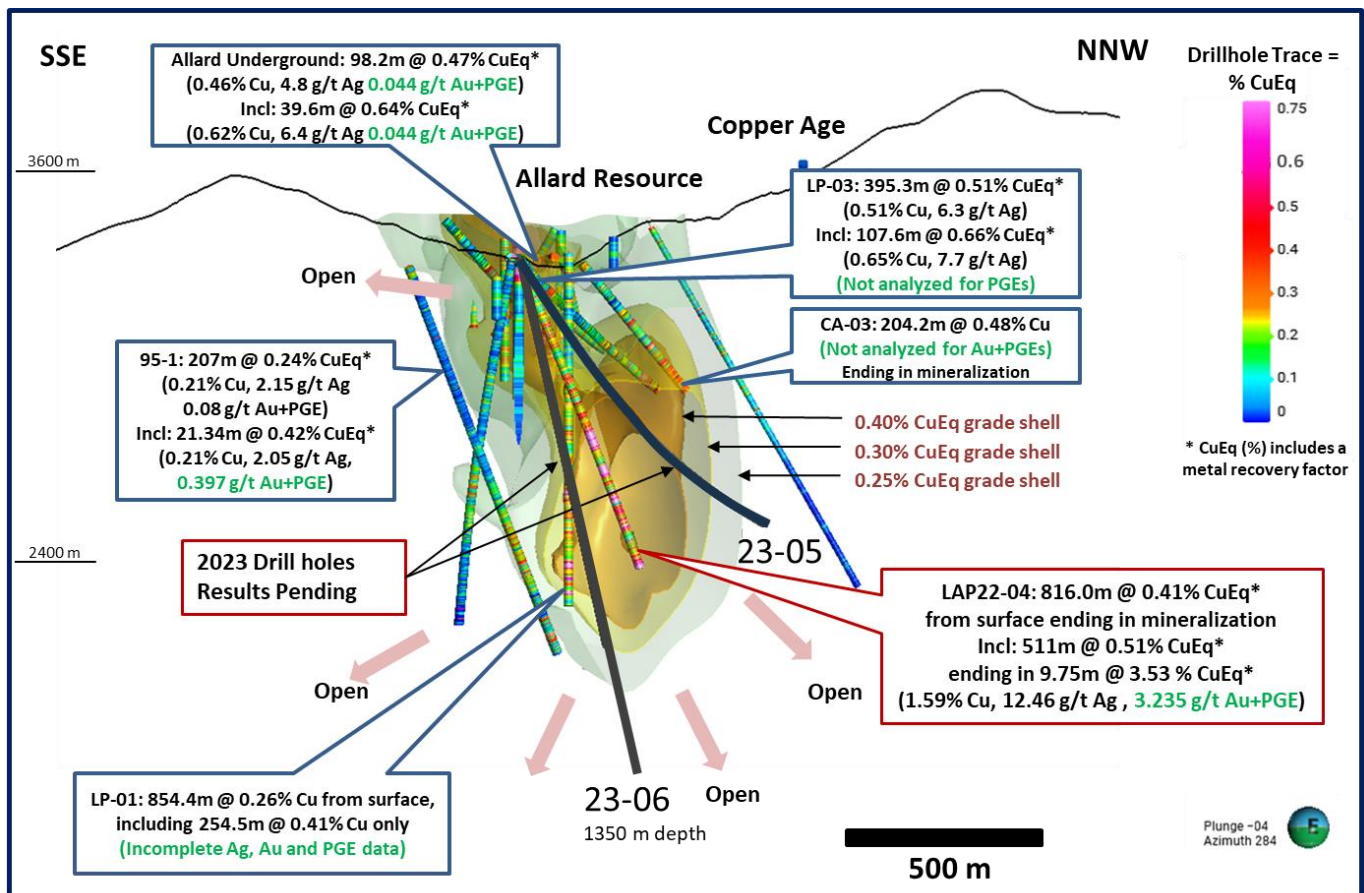 SSE
NNW
Allard Underground: 98.2m @ 0.47% CuEq*
(0.46% Cu, 4.8 g/t Ag 0.044 g/t Au+PGE)
Incl: 39.6m @ 0.64% CuEq*
(0.62% Cu, 6.4 g/t Ag 0.044 g/t Au+PGE)
Drillhole Trace =
% CuEq
0.75
0.6
0.5
0.4
0.3
0.2
0.1
0
* CuEq (%) includes a
metal recovery factor
Copper Age
3600 m
Allard Resource
LP-03: 395.3m @ 0.51% CuEq*
(0.51% Cu, 6.3 g/t Ag)
Incl: 107.6m @ 0.66% CuEq*
(0.65% Cu, 7.7 g/t Ag)
(Not analyzed for PGEs)
Open
CA-03: 204.2m @ 0.48% Cu
(Not analyzed for Au+PGEs)
Ending in mineralization
95-1: 207m @ 0.24% CuEq*
(0.21% Cu, 2.15 g/t Ag
0.08 g/t Au+PGE)
Incl: 21.34m @ 0.42% CuEq*
(0.21% Cu, 2.05 g/t Ag,
0.397 g/t Au+PGE)
0.40% CuEq grade shell
0.30% CuEq grade shell
0.25% CuEq grade shell
2400 m
2023 Drill holes
Results Pending
23-05
LAP22-04: 816.0m @ 0.41% CuEq*
from surface ending in mineralization
Incl: 511m @ 0.51% CuEq*
ending in 9.75m @ 3.53 % CuEq*
(1.59% Cu, 12.46 g/t Ag , 3.235 g/t Au+PGE)
Open
Open
LP-01: 854.4m @ 0.26% Cu from surface,
including 254.5m @ 0.41% Cu only
(Incomplete Ag, Au and PGE data)
23-06
1350 m depth
Open
500 m
Plunge -04
Azimuth 284
E